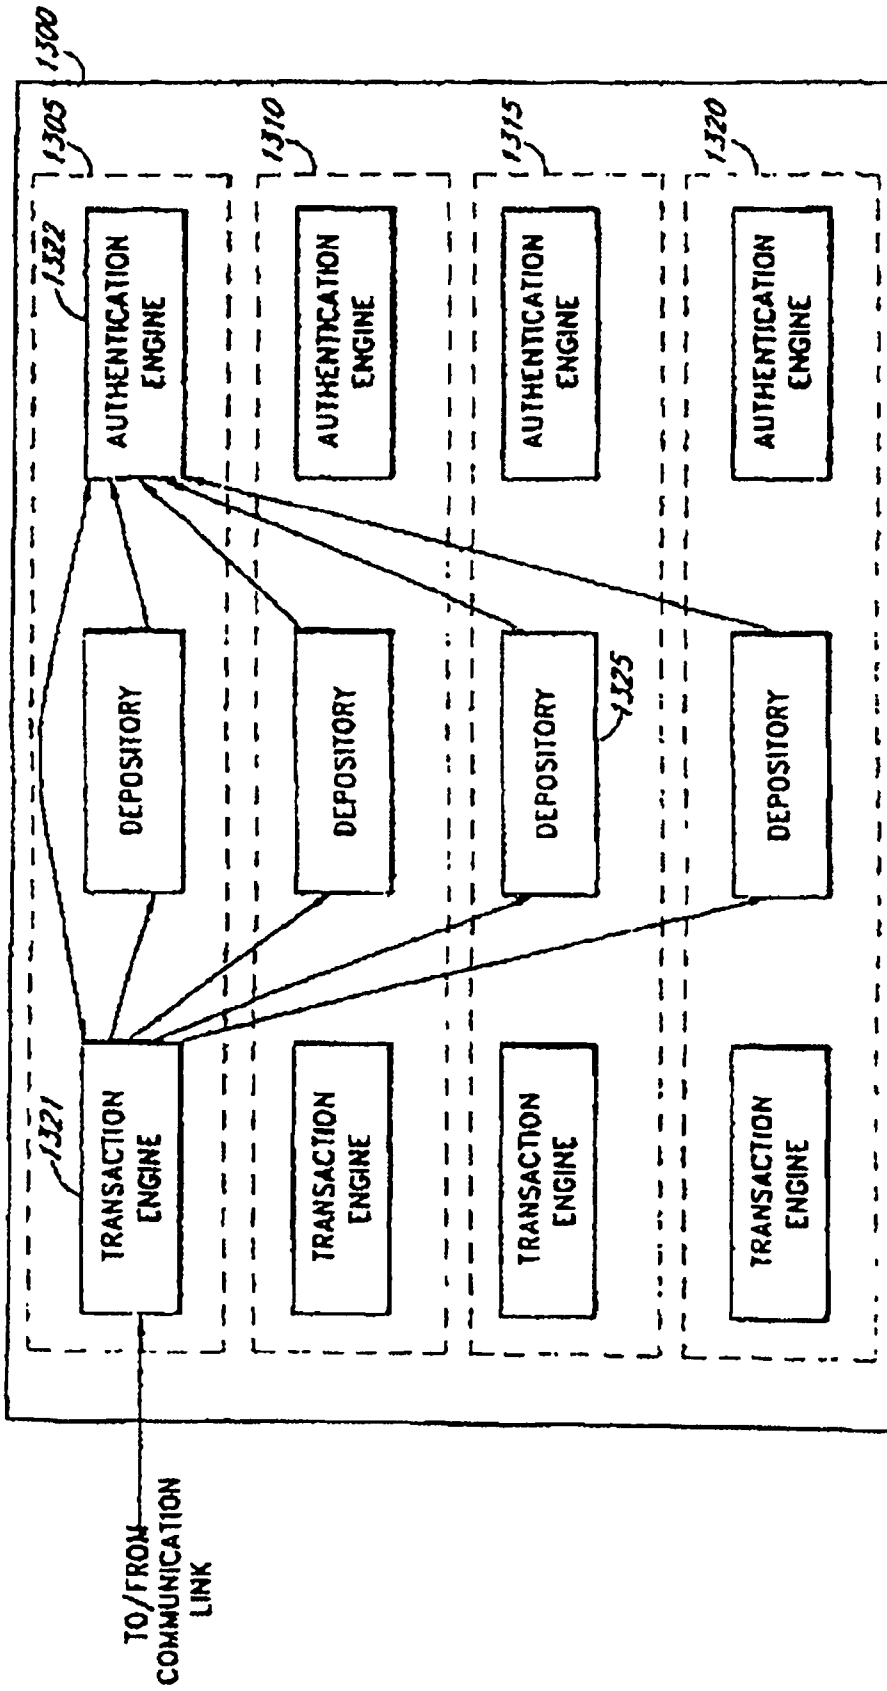 1300
1305
1322
AUTHENTICATION
ENGINE
DEPOSITORY
1321
TRANSACTION
ENGINE
TO/FROM
COMMUNICATION
LINK
1310
AUTHENTICATION
ENGINE
DEPOSITORY
TRANSACTION
ENGINE
1315
AUTHENTICATION
ENGINE
DEPOSITORY
1325
TRANSACTION
ENGINE
1320
AUTHENTICATION
ENGINE
DEPOSITORY
TRANSACTION
ENGINE